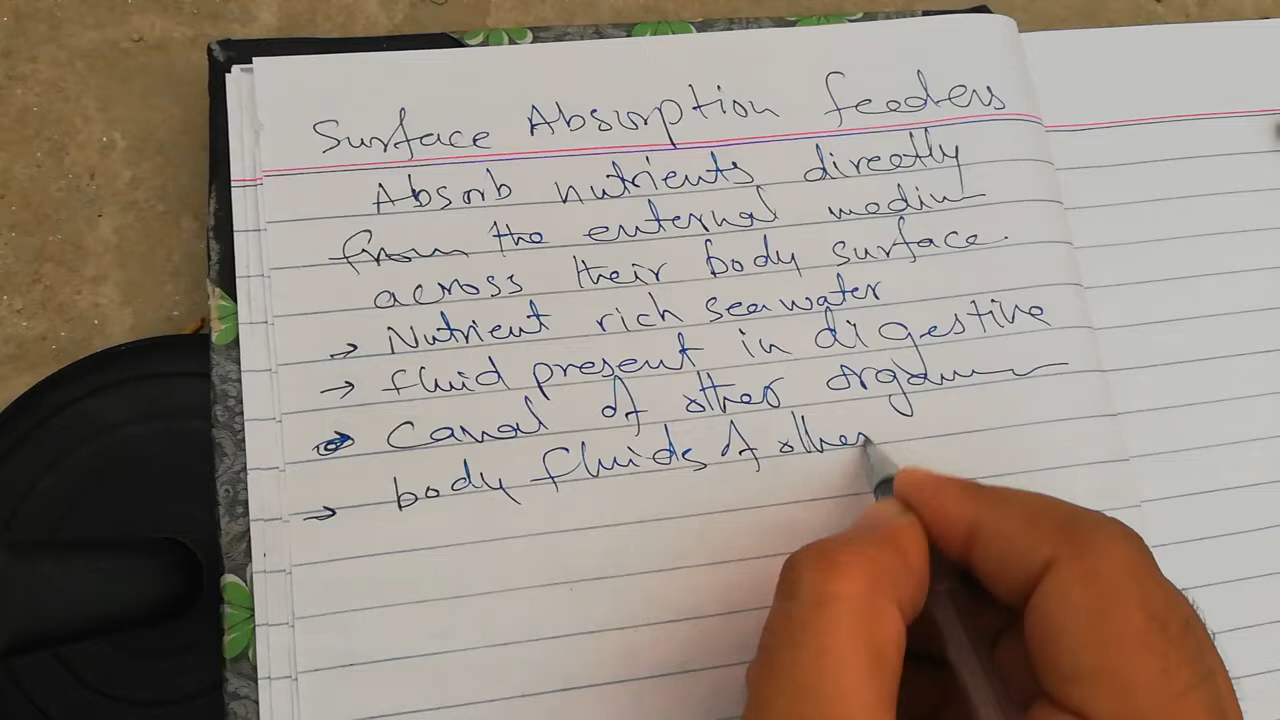 Surface Absorption feeders
Absorb nutrients directly
from the external medium
across their body surface.
→ Nutrient rich seawater
→ fluid present in digestive
→ Canal of other organism
→ body fluids of other